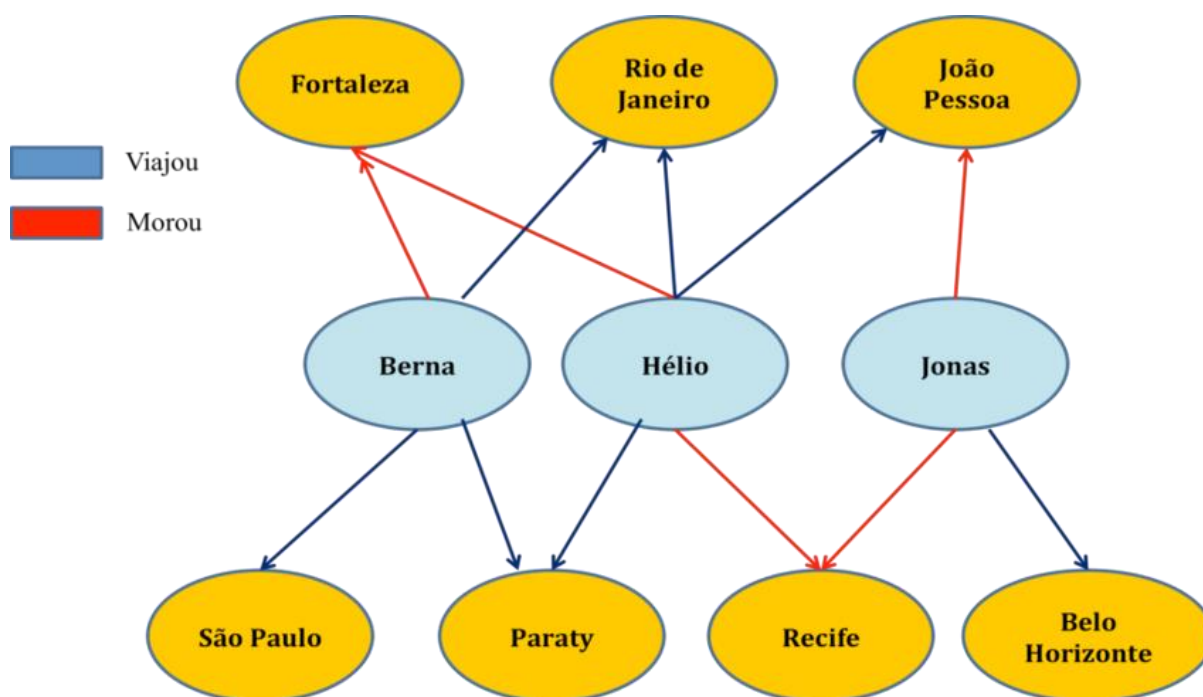 Fortaleza
Rio de
Janeiro
João
Pessoa
Viajou
Morou
Berna
Hélio
Jonas
São Paulo
Paraty
Recife
Belo
Horizonte